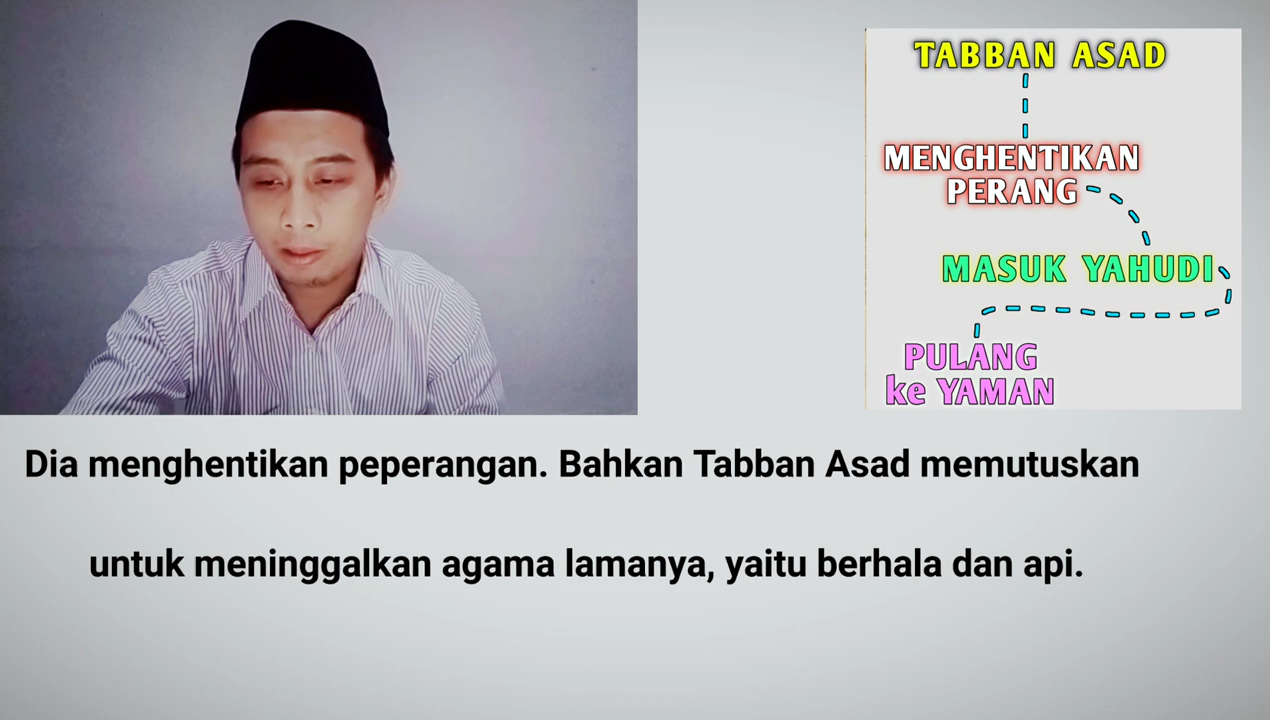 TABBAN ASAD
MENGHENTIKAN
PERANG
MASUK YAHUDI
PULANG
ke YAMAN
Dia menghentikan peperangan. Bahkan Tabban Asad memutuskan
untuk meninggalkan agama lamanya, yaitu berhala dan api.